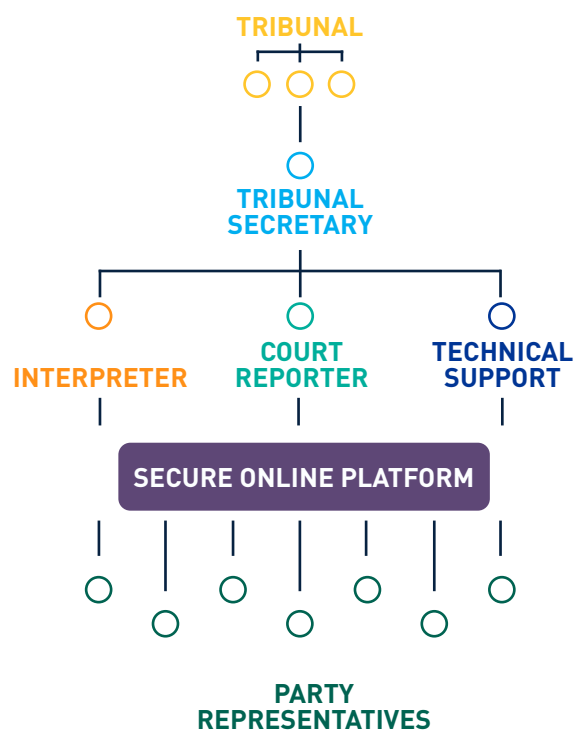 TRIBUNAL
TRIBUNAL
SECRETARY
INTERPRETER
COURT
REPORTER
TECHNICAL
SUPPORT
SECURE ONLINE PLATFORM
PARTY
REPRESENTATIVES